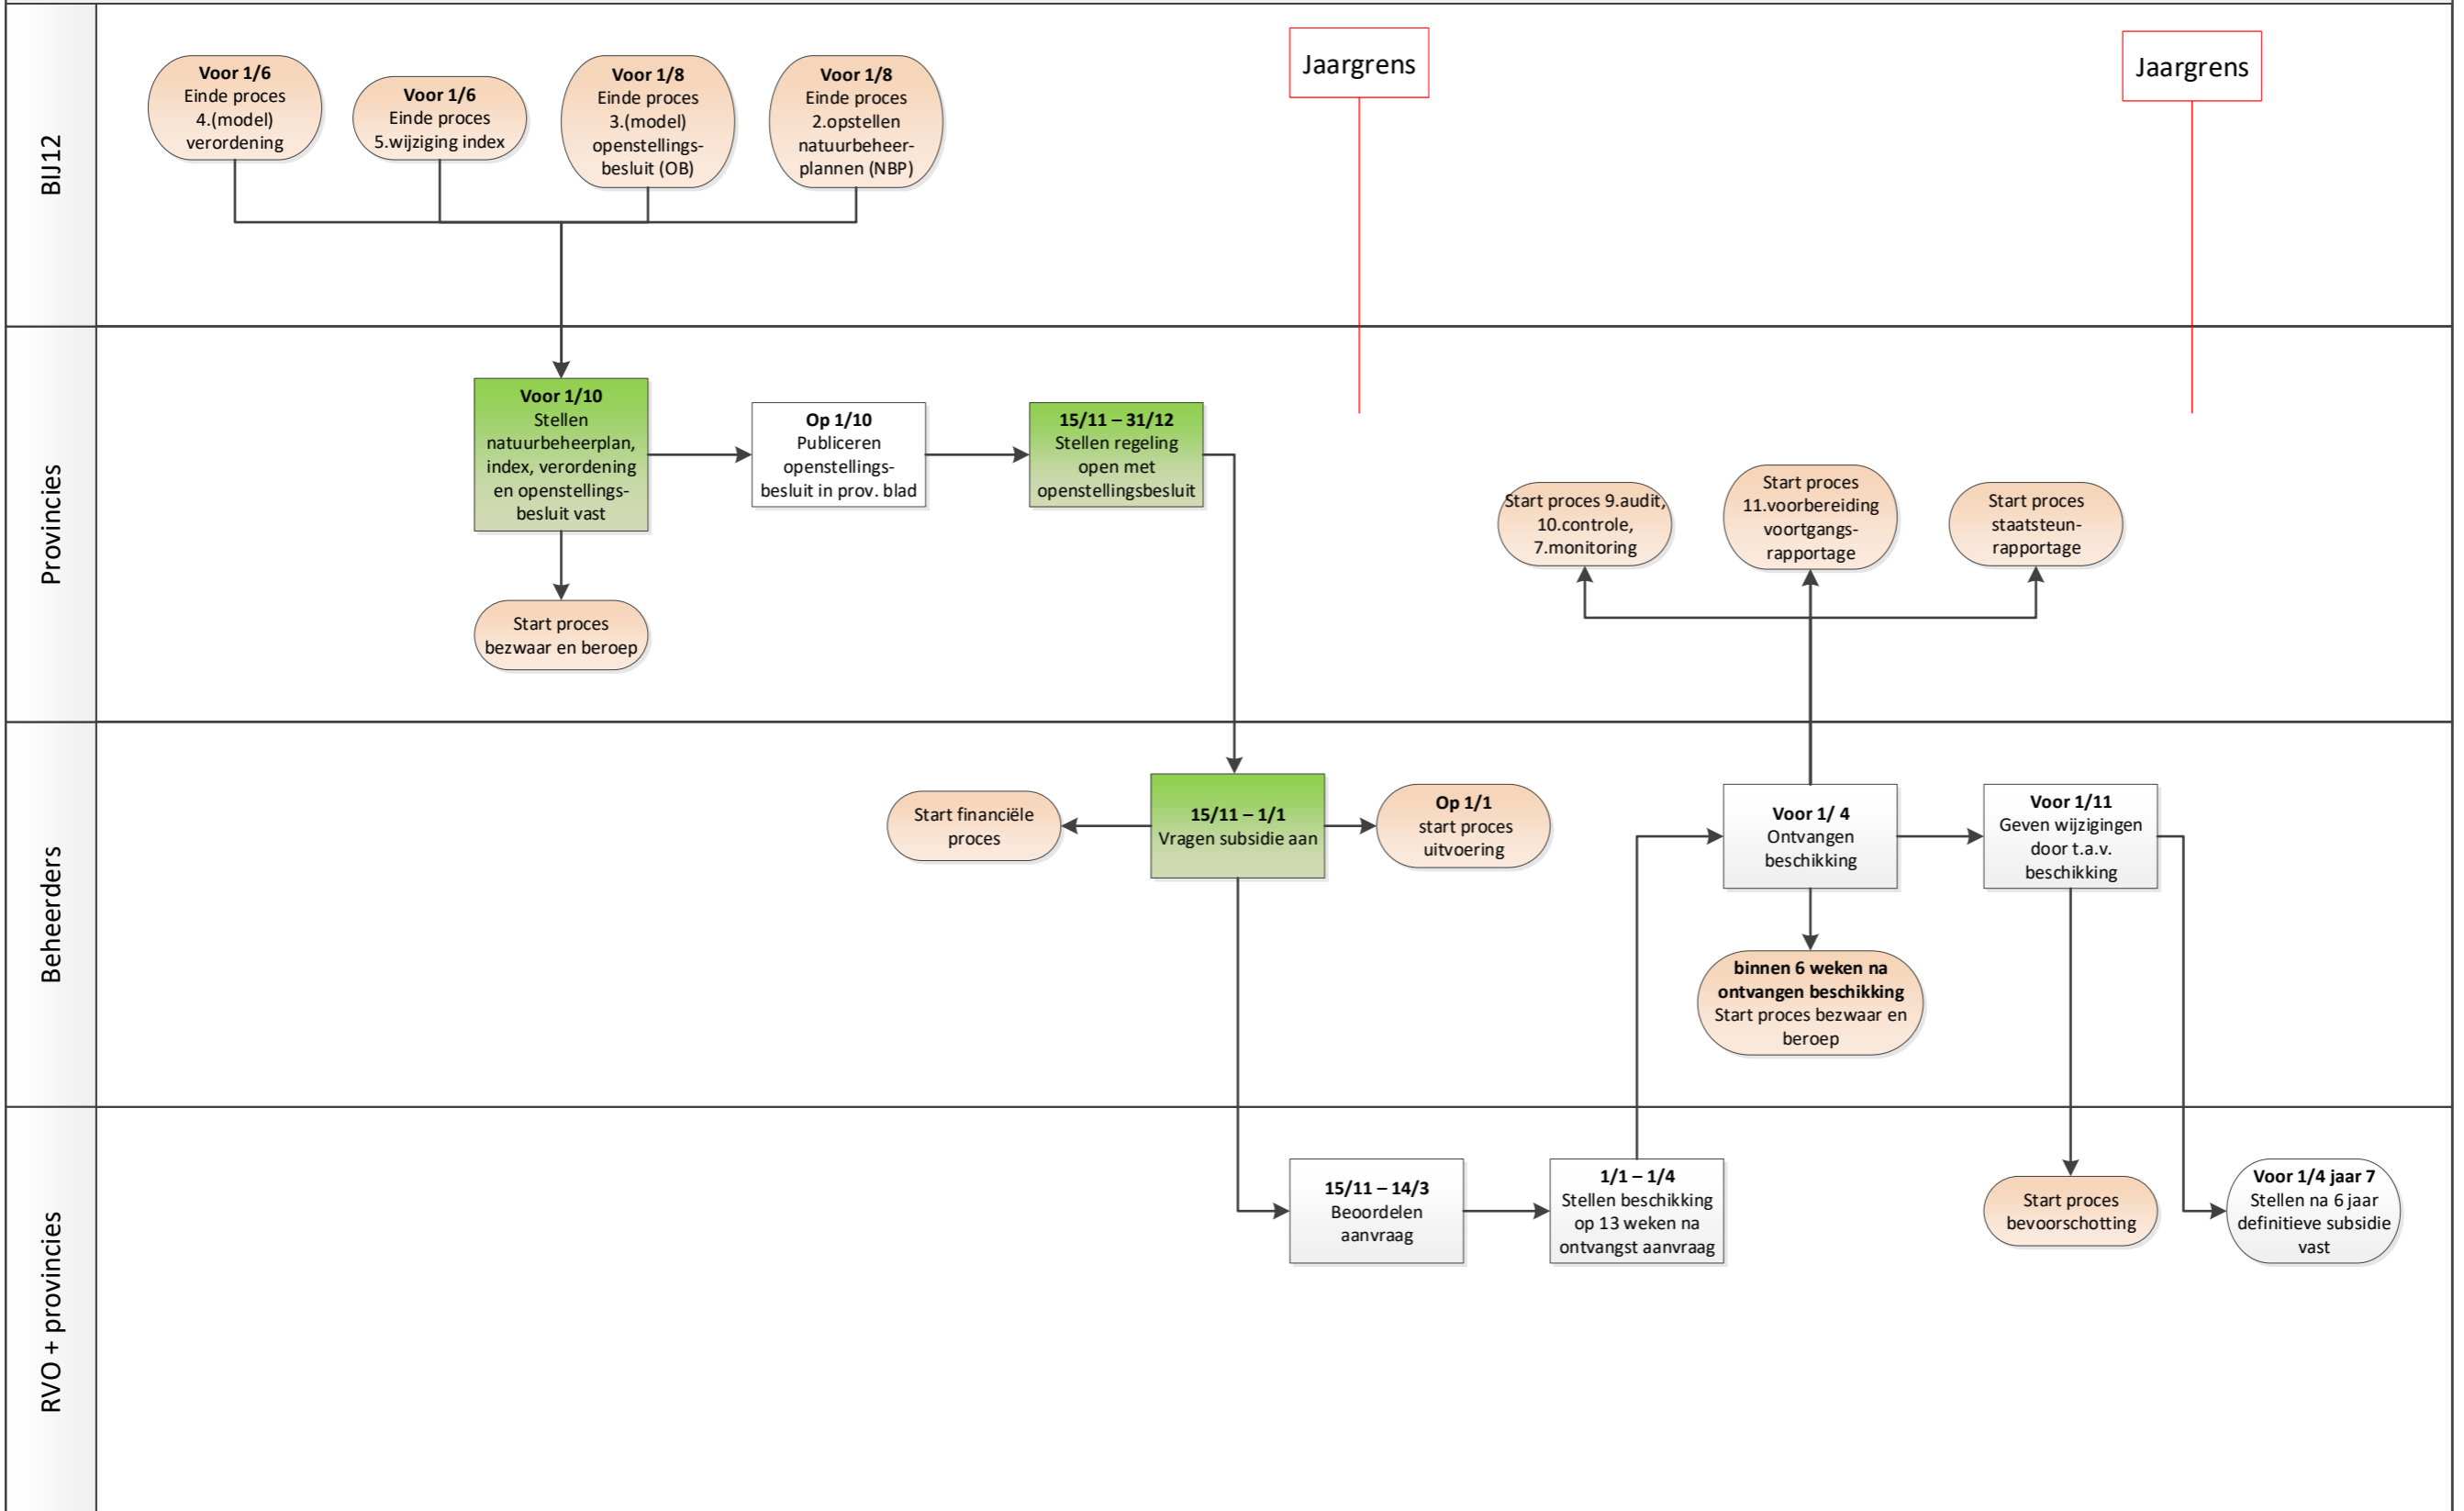 BIJ12
Voor 1/6
Einde proces
4.(model)
verordening
Voor 1/6
Einde proces
5.wijziging index
Voor 1/8
Einde proces
3.(model)
openstellings-
besluit (OB)
Voor 1/8
Einde proces
2.opstellen
natuurbeheer-
plannen (NBP)
Jaargrens
Jaargrens
Provincies
Voor 1/10
Stellen
natuurbeheerplan,
index, verordening
en openstellings-
besluit vast
Op 1/10
Publiceren
openstellings-
besluit in prov. blad
15/11 – 31/12
Stellen regeling
open met
openstellingsbesluit
Start proces 9.audit,
10.controle,
7.monitoring
Start proces
11.voorbereiding
voortgangs-
rapportage
Start proces
staatsteun-
rapportage
Start proces
bezwaar en beroep
Beheerders
Start financiële
proces
15/11 – 1/1
Vragen subsidie aan
Op 1/1
start proces
uitvoering
Voor 1/ 4
Ontvangen
beschikking
Voor 1/11
Geven wijzigingen
door t.a.v.
beschikking
binnen 6 weken na
ontvangen beschikking
Start proces bezwaar en
beroep
RVO + provincies
15/11 – 14/3
Beoordelen
aanvraag
1/1 – 1/4
Stellen beschikking
op 13 weken na
ontvangst aanvraag
Start proces
bevoorschotting
Voor 1/4 jaar 7
Stellen na 6 jaar
definitieve subsidie
vast